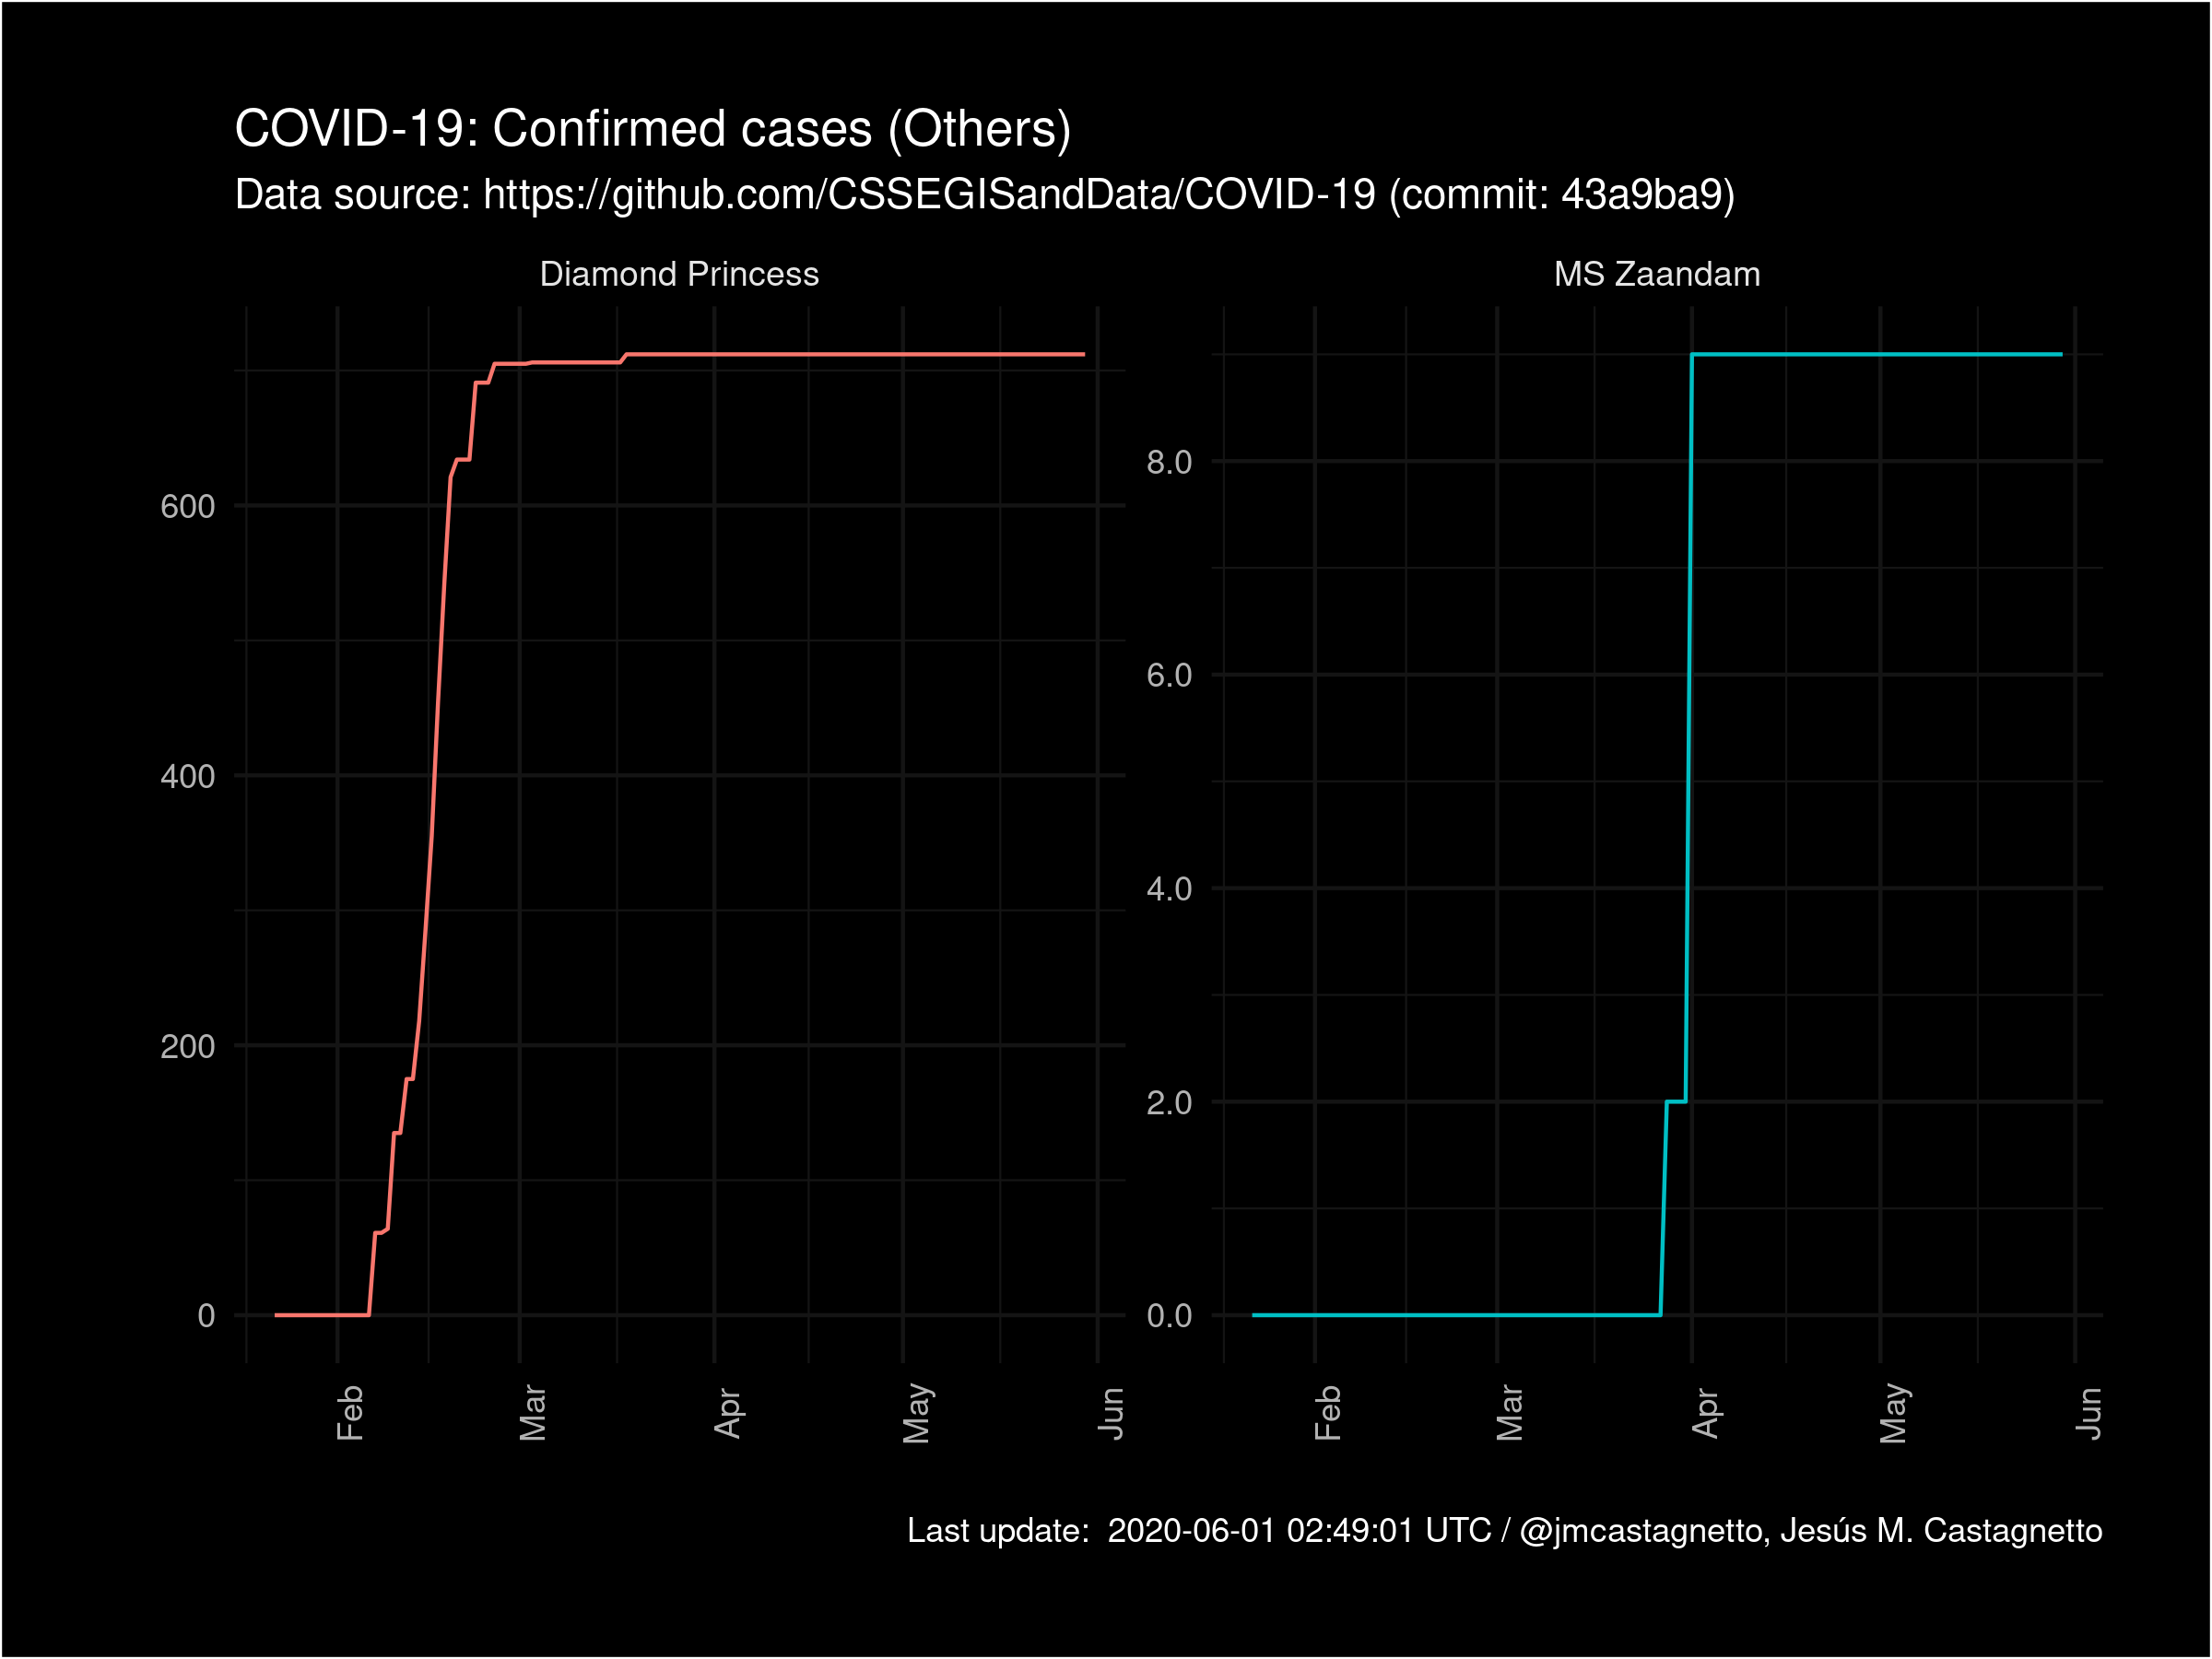 COVID-19: Confirmed cases (Others)
Data source: https://github.com/CSSEGISandData/COVID-19 (commit: 43a9ba9)
Diamond Princess
600
400
200
0
Feb
Mar
Apr
May
Jun
MS Zaandam
8.0
6.0
4.0
2.0
0.0
Feb
Mar
Apr
May
Jun
Last update:  2020-06-01 02:49:01 UTC / @jmcastagnetto, Jesús M. Castagnetto